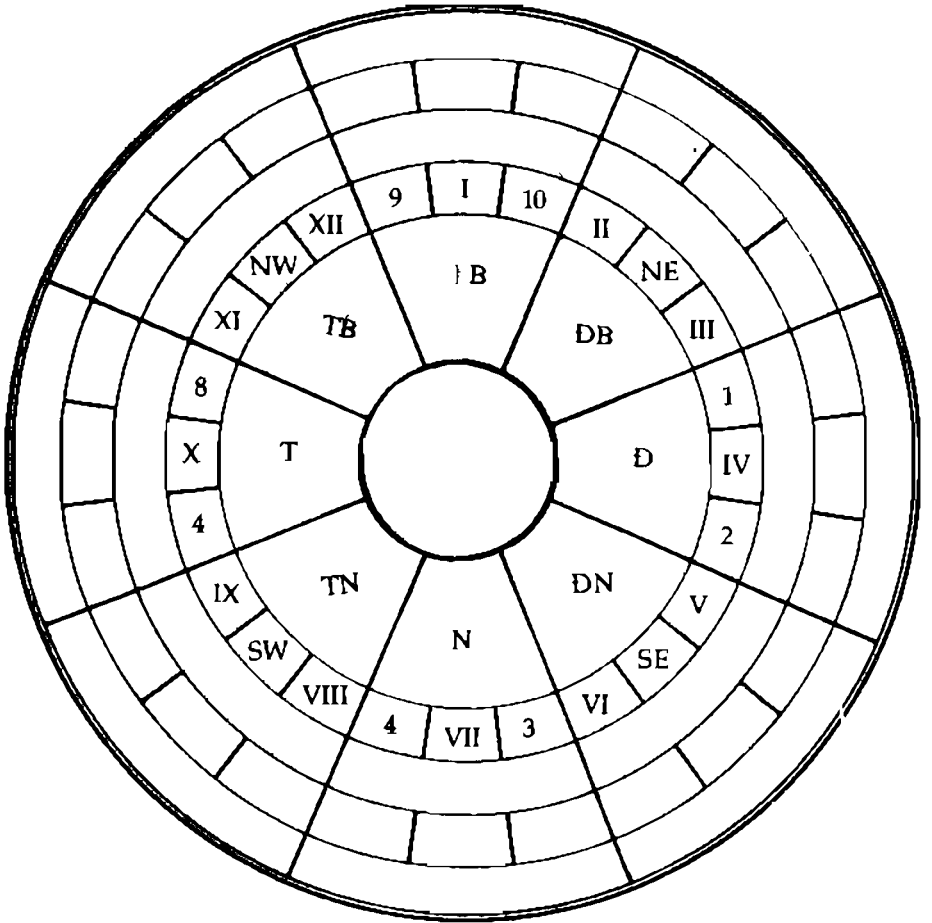 9 I 10
XII II
NW NE
XI III
B
TB DB
8 1
X T Đ IV
4 2
TN ĐN
IX V
SW SE
VIII VI
N
4 VII 3